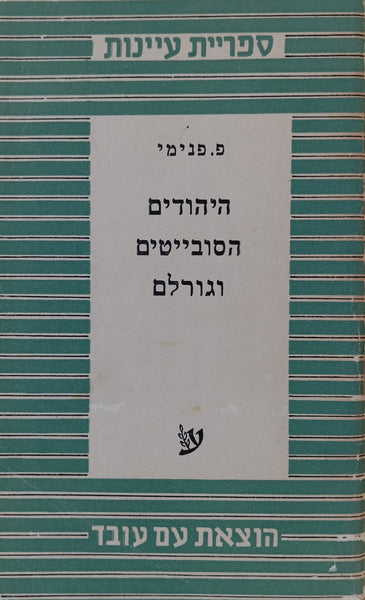 ספריית עיינות
פ. פנימי
היהודים
הסובייטים
וגורלם
ע
הוצאת עם עובד